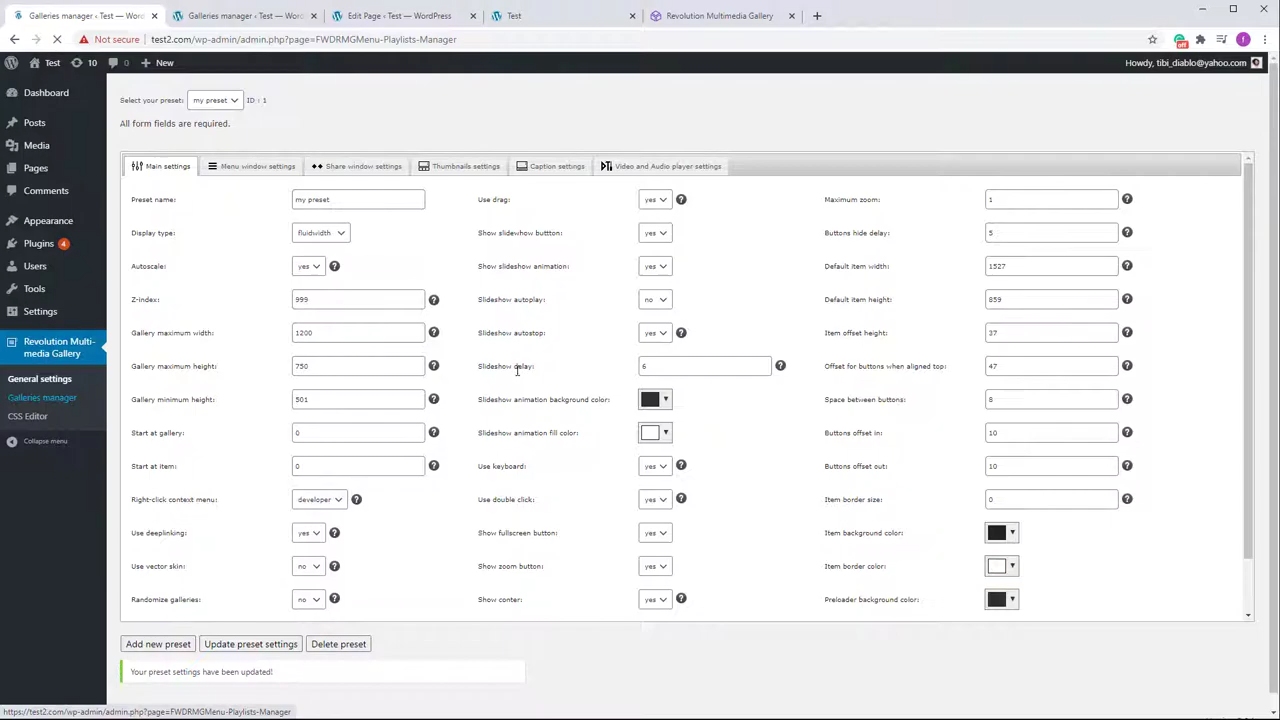 Galleries manager ‹ Test — Word
Galleries manager ‹ Test — Word
Edit Page ‹ Test — WordPress
Test
Revolution Multimedia Gallery
Not secure
test2.com/wp-admin/admin.php?page=FWDRMGMenu-Playlists-Manager
off
f
Test
10
0
New
Howdy, tibi_diablo@yahoo.com
Dashboard
Posts
Media
Pages
Comments
Appearance
Plugins 4
Users
Tools
Settings
Revolution Multi-
media Gallery
General settings
Galleries manager
CSS Editor
Collapse menu
Select your preset: my preset ID : 1
All form fields are required.
Main settings
Menu window settings
Share window settings
Thumbnails settings
Caption settings
Video and Audio player settings
Preset name: my preset
Display type: fluidwidth
Autoscale: yes
Z-index: 999
Gallery maximum width: 1200
Gallery maximum height: 750
Gallery minimum height: 501
Start at gallery: 0
Start at item: 0
Right-click context menu: developer
Use deeplinking: yes
Use vector skin: no
Randomize galleries: no
Use drag: yes
Show slidewhow buttton: yes
Show slideshow animation: yes
Slideshow autoplay: no
Slideshow autostop: yes
Slideshow delay: 6
Slideshow animation background color:
Slideshow animation fill color:
Use keyboard: yes
Use double click: yes
Show fullscreen button: yes
Show zoom button: yes
Show center: yes
Maximum zoom: 1
Buttons hide delay: 5
Default item width: 1527
Default item height: 859
Item offset height: 37
Offset for buttons when aligned top: 47
Space between buttons: 8
Buttons offset in: 10
Buttons offset out: 10
Item border size: 0
Item background color:
Item border color:
Preloader background color:
Add new preset
Update preset settings
Delete preset
Your preset settings have been updated!
https://test2.com/wp-admin/admin.php?page=FWDRMGMenu-Playlists-Manager